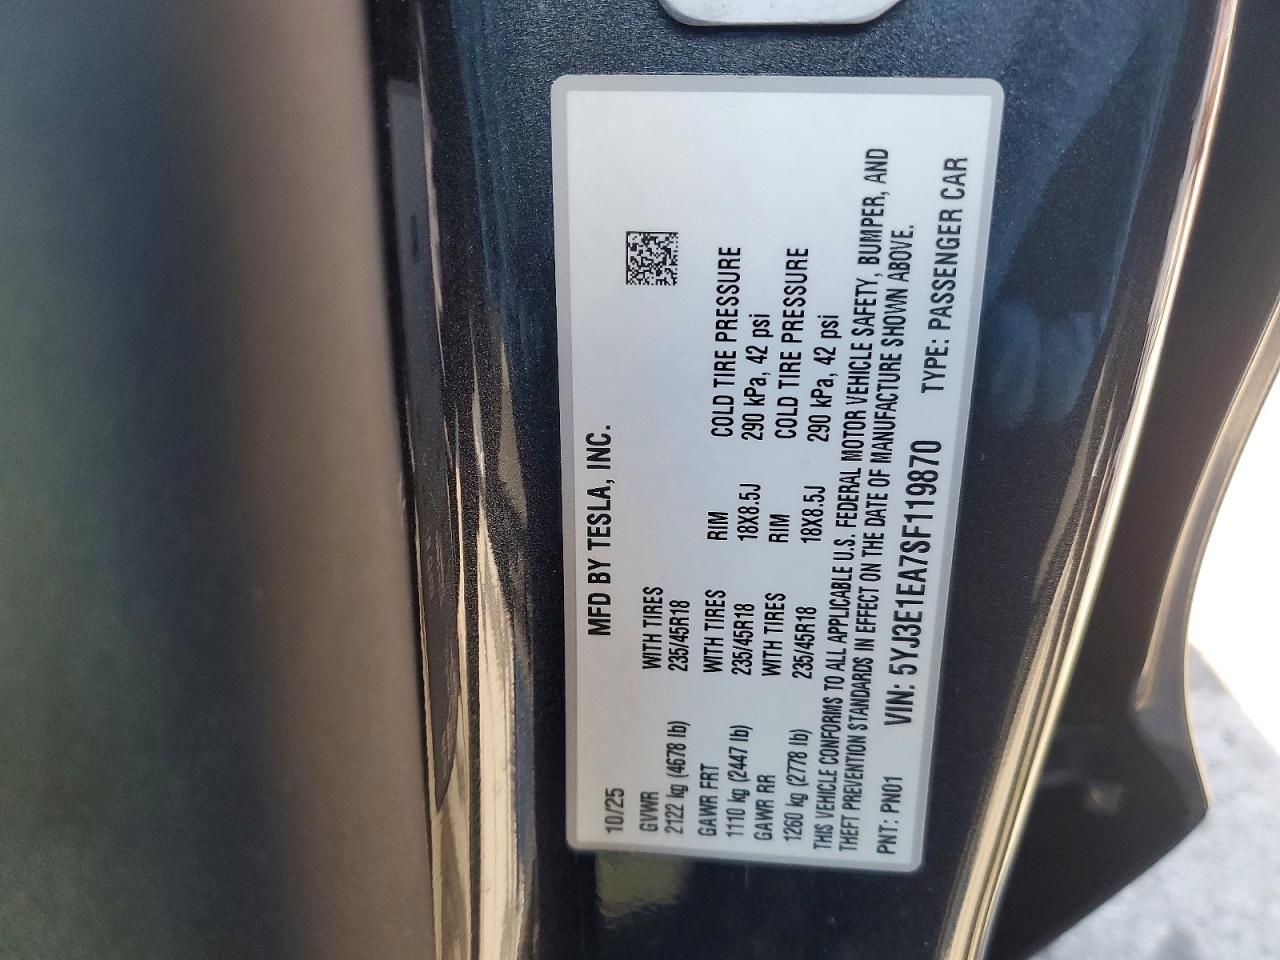 MFD BY TESLA, INC.
10/25
GVWR WITH TIRES
2122 kg (4678 lb) 235/45R18
GAWR FRT WITH TIRES RIM COLD TIRE PRESSURE
1110 kg (2447 lb) 235/45R18 18X8.5J 290 kPa, 42 psi
GAWR RR WITH TIRES RIM COLD TIRE PRESSURE
1260 kg (2778 lb) 235/45R18 18X8.5J 290 kPa, 42 psi
THIS VEHICLE CONFORMS TO ALL APPLICABLE U.S. FEDERAL MOTOR VEHICLE SAFETY, BUMPER, AND
THEFT PREVENTION STANDARDS IN EFFECT ON THE DATE OF MANUFACTURE SHOWN ABOVE.
PNT: PN01 VIN: 5YJ3E1EA7SF119870 TYPE: PASSENGER CAR